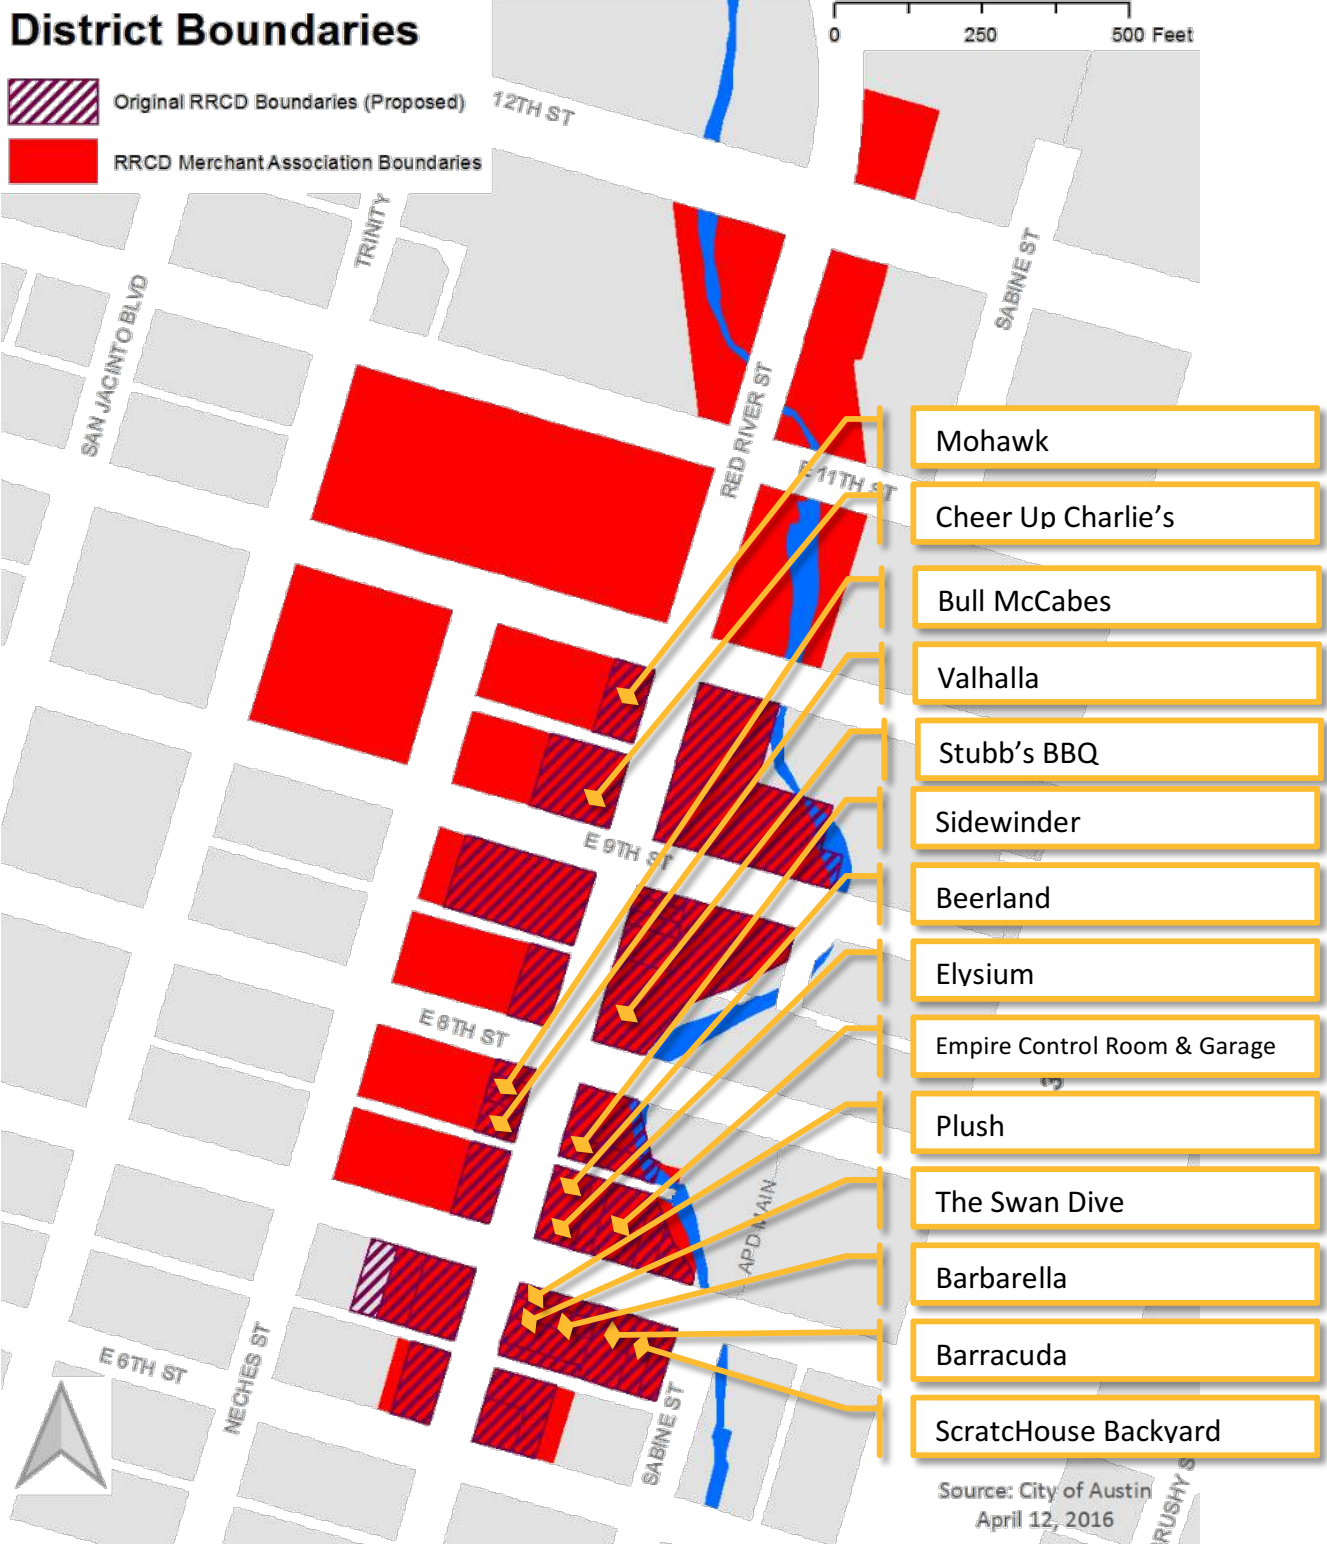 District Boundaries
Original RRCD Boundaries (Proposed)
RRCD Merchant Association Boundaries
0 250 500 Feet
12TH ST
TRINITY
SAN JACINTO BLVD
SABINE ST
RED RIVER ST
E 11TH ST
Mohawk
Cheer Up Charlie's
Bull McCabes
Valhalla
Stubb's BBQ
Sidewinder
E 9TH ST
Beerland
Elysium
E 8TH ST
Empire Control Room & Garage
3
Plush
The Swan Dive
APD MAIN
Barbarella
Barracuda
E 6TH ST
NECHES ST
SABINE ST
ScratcHouse Backyard
Source: City of Austin
April 12, 2016
RUSHY S